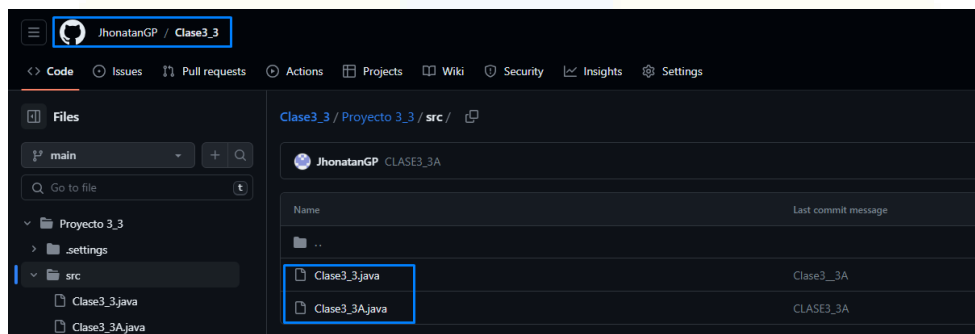 JhonatanGP / Clase3_3
Code Issues Pull requests Actions Projects Wiki Security Insights Settings
Files
Clase3_3 / Proyecto 3_3 / src /
main
JhonatanGP CLASE3_3A
Go to file t
Name Last commit message
Proyecto 3_3
..
.settings
src
Clase3_3.java Clase3__3A
Clase3_3.java
Clase3_3A.java CLASE3_3A
Clase3_3A.java